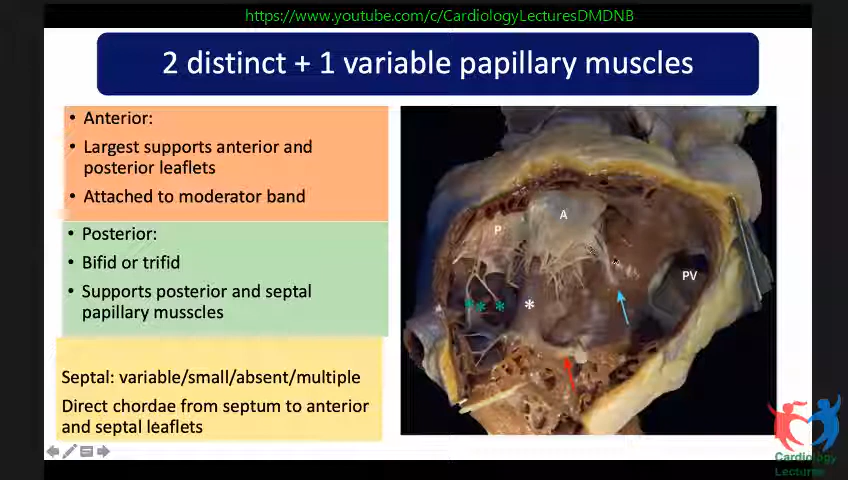 https://www.youtube.com/c/CardiologyLecturesDMDNB
2 distinct + 1 variable papillary muscles
• Anterior:
• Largest supports anterior and
posterior leaflets
• Attached to moderator band
• Posterior:
• Bifid or trifid
• Supports posterior and septal
papillary musscles
Septal: variable/small/absent/multiple
Direct chordae from septum to anterior
and septal leaflets
P
A
PV
* * *
*
Cardiology
Lectures